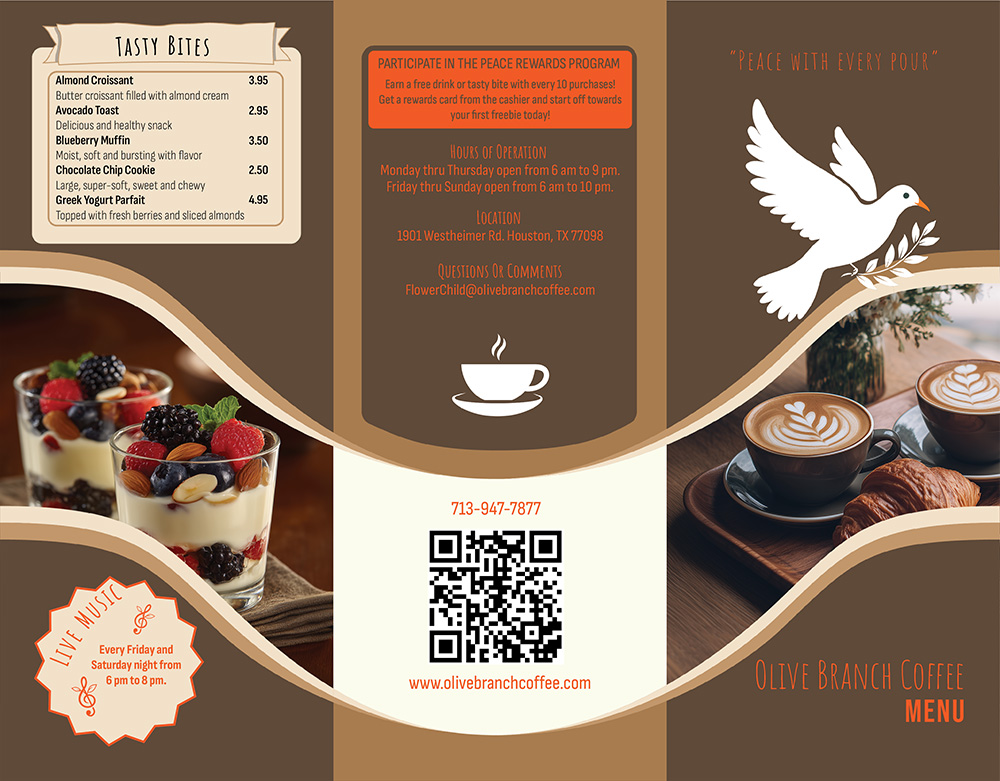 TASTY BITES
Almond Croissant 3.95
Butter croissant filled with almond cream
Avocado Toast 2.95
Delicious and healthy snack
Blueberry Muffin 3.50
Moist, soft and bursting with flavor
Chocolate Chip Cookie 2.50
Large, super-soft, sweet and chewy
Greek Yogurt Parfait 4.95
Topped with fresh berries and sliced almonds
LIVE MUSIC
Every Friday and
Saturday night from
6 pm to 8 pm.
PARTICIPATE IN THE PEACE REWARDS PROGRAM
Earn a free drink or tasty bite with every 10 purchases!
Get a rewards card from the cashier and start off towards
your first freebie today!
HOURS OF OPERATION
Monday thru Thursday open from 6 am to 9 pm.
Friday thru Sunday open from 6 am to 10 pm.
LOCATION
1901 Westheimer Rd. Houston, TX 77098
QUESTIONS OR COMMENTS
FlowerChild@olivebranchcoffee.com
713-947-7877
www.olivebranchcoffee.com
"PEACE WITH EVERY POUR"
OLIVE BRANCH COFFEE
MENU